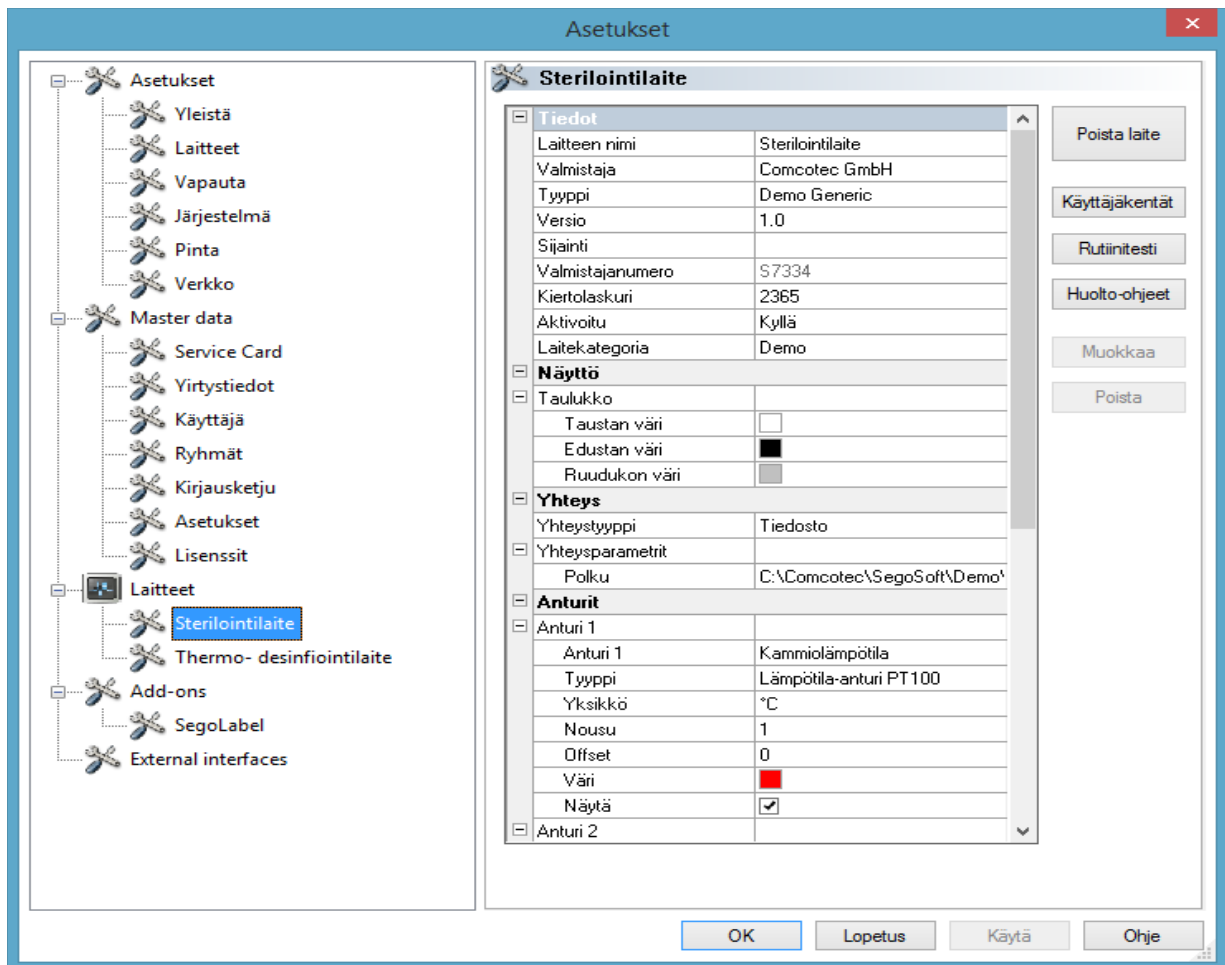 Asetukset
Asetukset
Yleistä
Laitteet
Vapauta
Järjestelmä
Pinta
Verkko
Master data
Service Card
Yirtystiedot
Käyttäjä
Ryhmät
Kirjausketju
Asetukset
Lisenssit
Laitteet
Sterilointilaite
Thermo- desinfiointilaite
Add-ons
SegoLabel
External interfaces
Sterilointilaite
Tiedot
Laitteen nimi Sterilointilaite
Valmistaja Comcotec GmbH
Tyyppi Demo Generic
Versio 1.0
Sijainti
Valmistajanumero S7334
Kiertolaskuri 2365
Aktivoitu Kyllä
Laitekategoria Demo
Näyttö
Taulukko
Taustan väri
Edustan väri
Ruudukon väri
Yhteys
Yhteystyyppi Tiedosto
Yhteysparametrit
Polku C:\Comcotec\SegoSoft\Demo\
Anturit
Anturi 1
Anturi 1 Kammiolämpötila
Tyyppi Lämpötila-anturi PT100
Yksikkö °C
Nousu 1
Offset 0
Väri
Näytä
Anturi 2
Poista laite
Käyttäjäkentät
Rutiinitesti
Huolto-ohjeet
Muokkaa
Poista
OK Lopetus Käytä Ohje